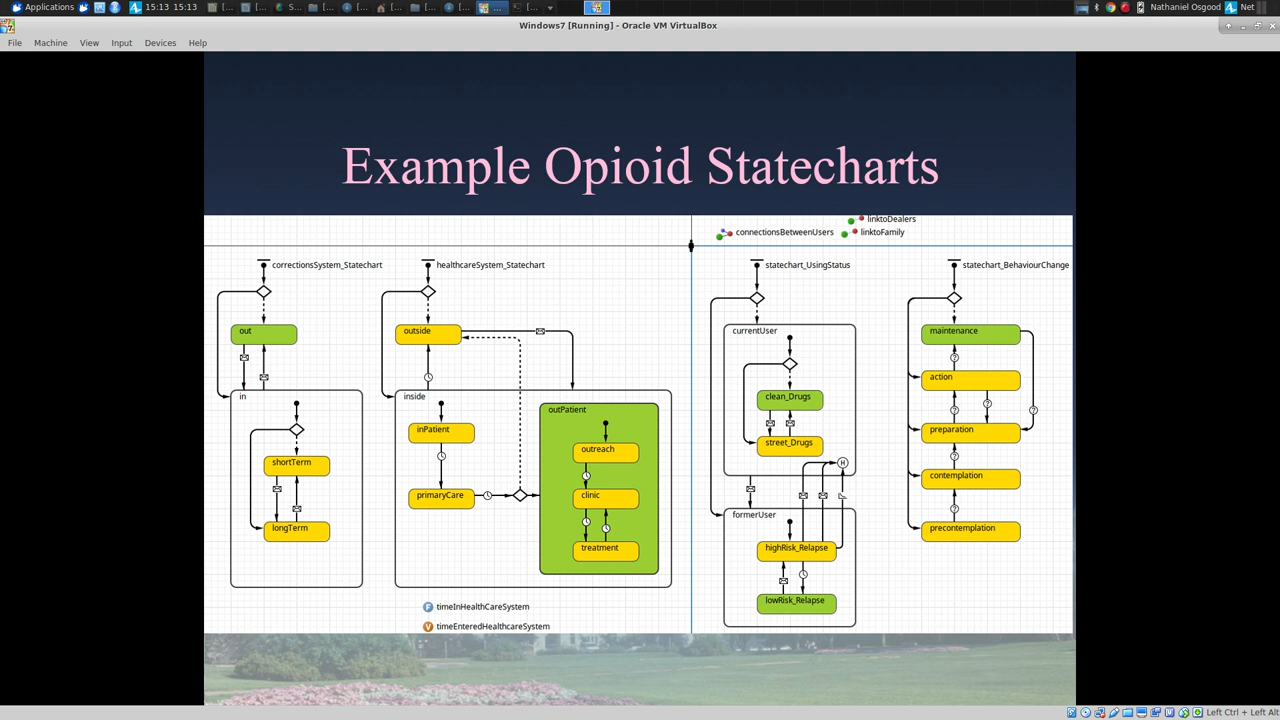 Applications
15:13 15:13
Nathaniel Osgood
Net
Windows7 [Running] - Oracle VM VirtualBox
File Machine View Input Devices Help
Example Opioid Statecharts
linktoDealers
connectionsBetweenUsers
linktoFamily
correctionsSystem_Statechart
out
in
shortTerm
longTerm
healthcareSystem_Statechart
outside
inside
inPatient
primaryCare
outPatient
outreach
clinic
treatment
timeInHealthCareSystem
timeEnteredHealthcareSystem
statechart_UsingStatus
currentUser
clean_Drugs
street_Drugs
H
formerUser
highRisk_Relapse
lowRisk_Relapse
statechart_BehaviourChange
maintenance
action
preparation
contemplation
precontemplation
Left Ctrl + Left Alt